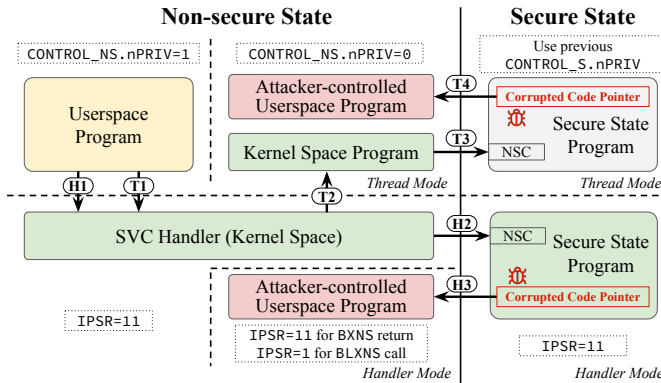 Non-secure State
Secure State
CONTROL_NS.nPRIV=1
CONTROL_NS.nPRIV=0
Use previous
CONTROL_S.nPRIV
Userspace
Program
Attacker-controlled
Userspace Program
T4
Corrupted Code Pointer
Secure State
Program
Kernel Space Program
T3
NSC
Thread Mode
Thread Mode
H1
T1
T2
SVC Handler (Kernel Space)
H2
NSC
Secure State
Program
Attacker-controlled
Userspace Program
H3
Corrupted Code Pointer
IPSR=11
IPSR=11 for BXNS return
IPSR=1 for BLXNS call
IPSR=11
Handler Mode
Handler Mode